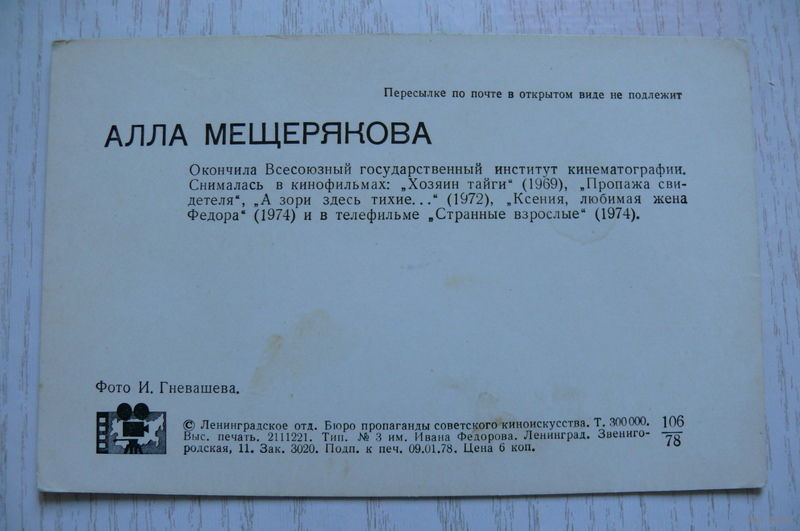 Пересылке по почте в открытом виде не подлежит
АЛЛА МЕЩЕРЯКОВА
Окончила Всесоюзный государственный институт кинематографии.
Снималась в кинофильмах: „Хозяин тайги“ (1969), „Пропажа сви-
детеля“, „А зори здесь тихие...“ (1972), „Ксения, любимая жена
Федора“ (1974) и в телефильме „Странные взрослые“ (1974).
Фото И. Гневашева.
© Ленинградское отд. Бюро пропаганды советского киноискусства. Т. 300000.
Выс. печать. 2111221. Тип. № 3 им. Ивана Федорова. Ленинград. Звениго-
родская, 11. Зак. 3020. Подп. к печ. 09.01.78. Цена 6 коп.
106
78